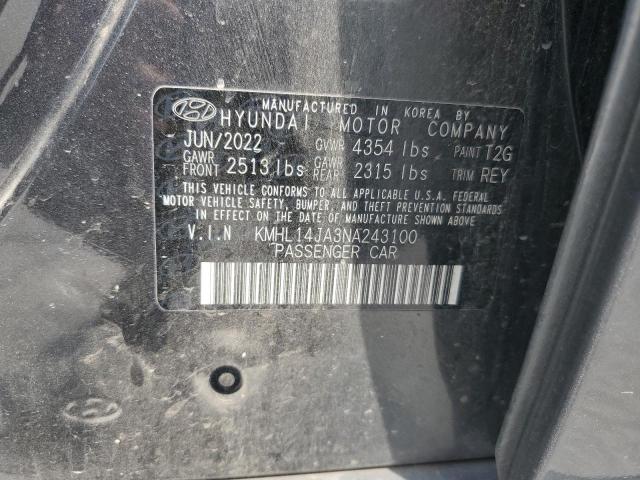 MANUFACTURED IN KOREA BY
HYUNDAI MOTOR COMPANY
JUN/2022 GVWR 4354 lbs PAINT T2G
GAWR FRONT 2513 lbs GAWR REAR 2315 lbs TRIM REY
THIS VEHICLE CONFORMS TO ALL APPLICABLE U.S.A. FEDERAL
MOTOR VEHICLE SAFETY, BUMPER, AND THEFT PREVENTION STANDARDS
IN EFFECT ON THE DATE OF MANUFACTURE SHOWN ABOVE
V.I.N KMHL14JA3NA243100
PASSENGER CAR